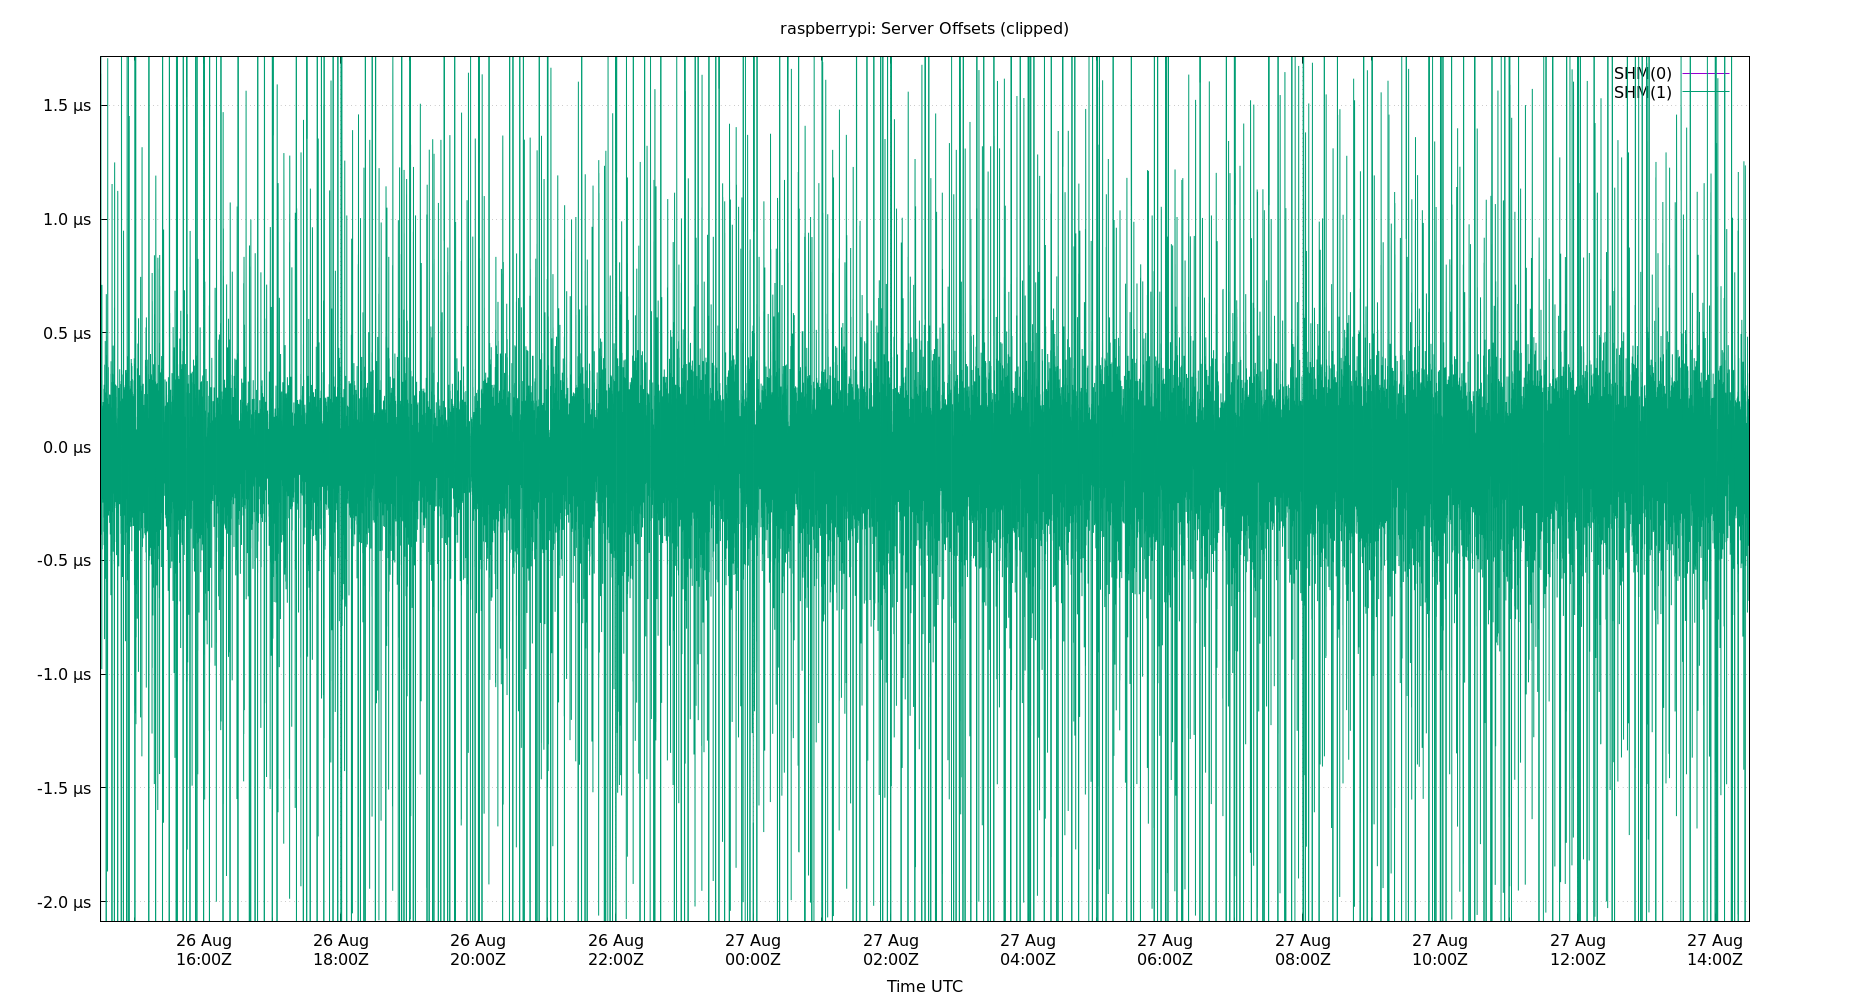 raspberrypi: Server Offsets (clipped)
SHM(0)
SHM(1)
1.5 µs
1.0 µs
0.5 µs
0.0 µs
-0.5 µs
-1.0 µs
-1.5 µs
-2.0 µs
26 Aug 26 Aug 26 Aug 26 Aug 27 Aug 27 Aug 27 Aug 27 Aug 27 Aug 27 Aug 27 Aug 27 Aug
16:00Z 18:00Z 20:00Z 22:00Z 00:00Z 02:00Z 04:00Z 06:00Z 08:00Z 10:00Z 12:00Z 14:00Z
Time UTC